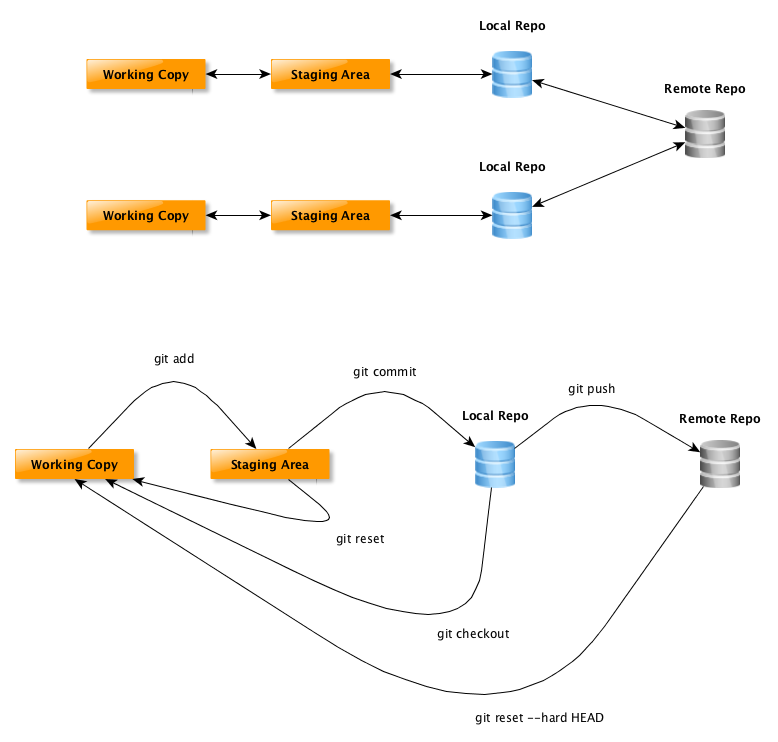 Local Repo
Working Copy
Staging Area
Remote Repo
Local Repo
Working Copy
Staging Area
git add
git commit
git push
Local Repo
Remote Repo
Working Copy
Staging Area
git reset
git checkout
git reset --hard HEAD